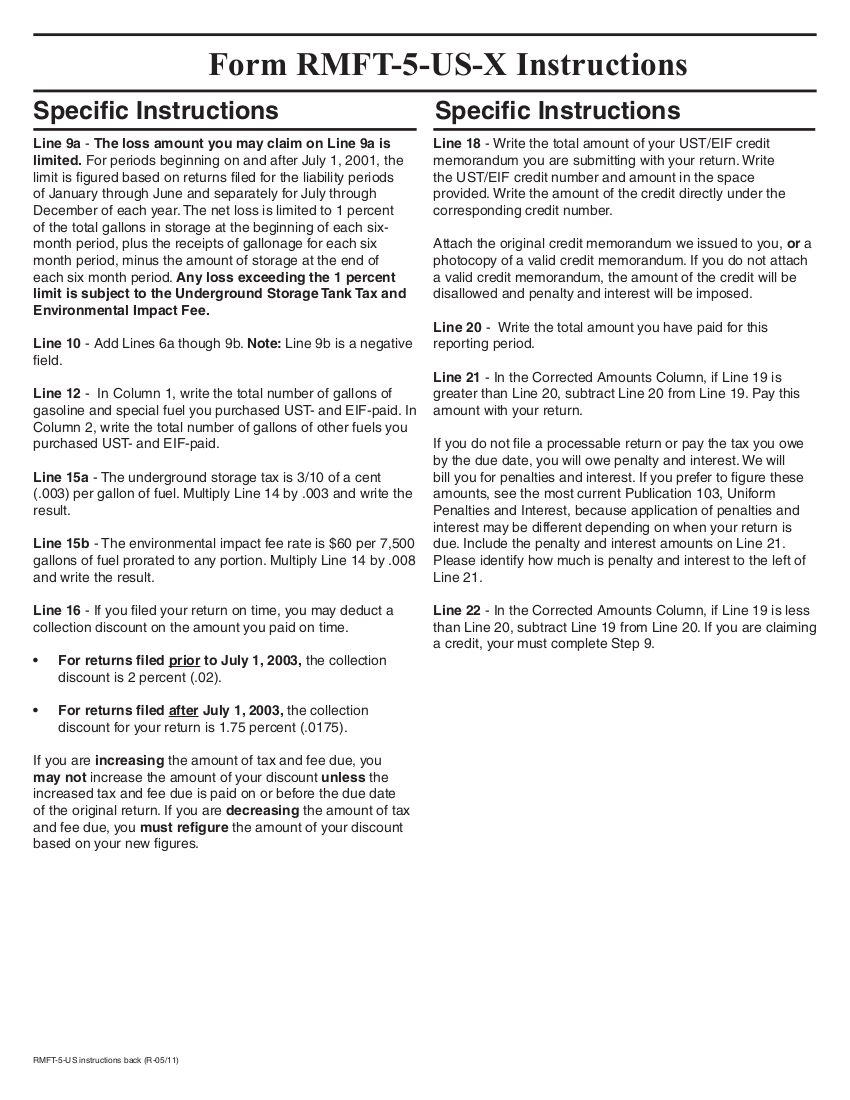 Form RMFT-5-US-X Instructions
Specific Instructions
Line 9a - The loss amount you may claim on Line 9a is
limited. For periods beginning on and after July 1, 2001, the
limit is figured based on returns filed for the liability periods
of January through June and separately for July through
December of each year. The net loss is limited to 1 percent
of the total gallons in storage at the beginning of each six-
month period, plus the receipts of gallonage for each six
month period, minus the amount of storage at the end of
each six month period. Any loss exceeding the 1 percent
limit is subject to the Underground Storage Tank Tax and
Environmental Impact Fee.
Line 10 - Add Lines 6a though 9b. Note: Line 9b is a negative
field.
Line 12 - In Column 1, write the total number of gallons of
gasoline and special fuel you purchased UST- and EIF-paid. In
Column 2, write the total number of gallons of other fuels you
purchased UST- and EIF-paid.
Line 15a - The underground storage tax is 3/10 of a cent
(.003) per gallon of fuel. Multiply Line 14 by .003 and write the
result.
Line 15b - The environmental impact fee rate is $60 per 7,500
gallons of fuel prorated to any portion. Multiply Line 14 by .008
and write the result.
Line 16 - If you filed your return on time, you may deduct a
collection discount on the amount you paid on time.
• For returns filed prior to July 1, 2003, the collection
discount is 2 percent (.02).
• For returns filed after July 1, 2003, the collection
discount for your return is 1.75 percent (.0175).
If you are increasing the amount of tax and fee due, you
may not increase the amount of your discount unless the
increased tax and fee due is paid on or before the due date
of the original return. If you are decreasing the amount of tax
and fee due, you must refigure the amount of your discount
based on your new figures.
Specific Instructions
Line 18 - Write the total amount of your UST/EIF credit
memorandum you are submitting with your return. Write
the UST/EIF credit number and amount in the space
provided. Write the amount of the credit directly under the
corresponding credit number.
Attach the original credit memorandum we issued to you, or a
photocopy of a valid credit memorandum. If you do not attach
a valid credit memorandum, the amount of the credit will be
disallowed and penalty and interest will be imposed.
Line 20 - Write the total amount you have paid for this
reporting period.
Line 21 - In the Corrected Amounts Column, if Line 19 is
greater than Line 20, subtract Line 20 from Line 19. Pay this
amount with your return.
If you do not file a processable return or pay the tax you owe
by the due date, you will owe penalty and interest. We will
bill you for penalties and interest. If you prefer to figure these
amounts, see the most current Publication 103, Uniform
Penalties and Interest, because application of penalties and
interest may be different depending on when your return is
due. Include the penalty and interest amounts on Line 21.
Please identify how much is penalty and interest to the left of
Line 21.
Line 22 - In the Corrected Amounts Column, if Line 19 is less
than Line 20, subtract Line 19 from Line 20. If you are claiming
a credit, your must complete Step 9.
RMFT-5-US instructions back (R-05/11)